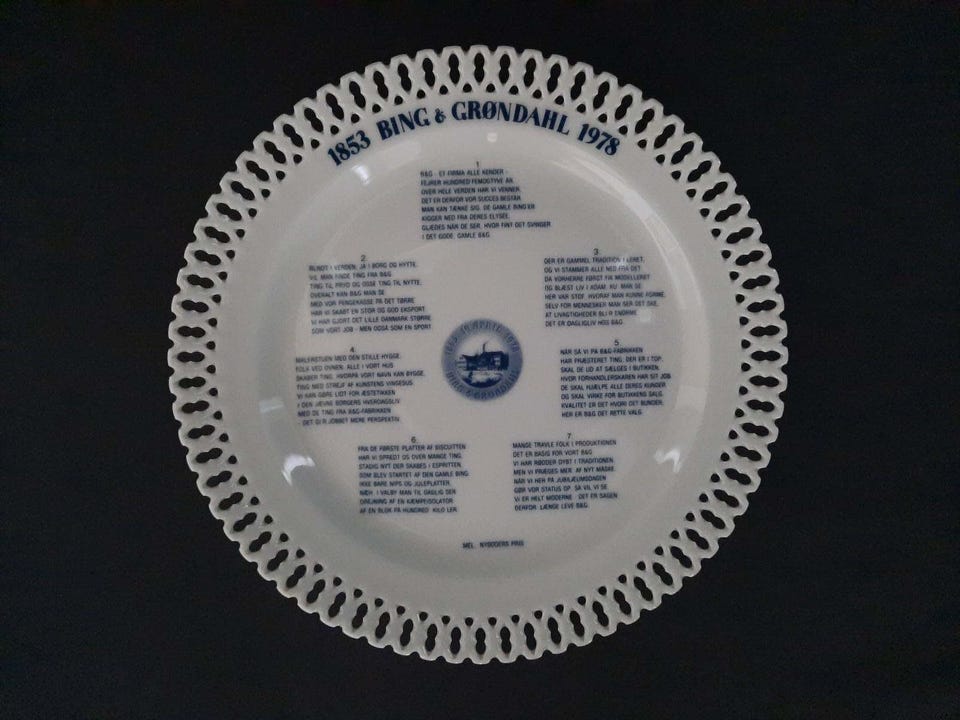 1853 BING & GRØNDAHL 1978
1
B&G - ET FIRMA ALLE KENDER -
FEJRER HUNDRED FEMOGTYVE ÅR.
OVER HELE VERDEN HAR VI VENNER,
DET ER DERFOR VOR SUCCES BESTÅR.
MAN KAN TÆNKE SIG, DE GAMLE BING'ER
KIGGER NED FRA DERES ELYSÉE,
GLÆDES NÅR DE SER, HVOR FINT DET SVINGER
I DET GODE, GAMLE B&G.
2.
RUNDT I VERDEN, JA I BORG OG HYTTE,
VIL MAN FINDE TING FRA B&G
TING TIL PRYD OG OGSÅ TING TIL NYTTE,
OVERALT KAN B&G MAN SE.
MED VOR PENGEKASSE PÅ DET TØRRE
HAR VI SKABT EN STOR OG GOD EKSPORT
VI HAR GJORT DET LILLE DANMARK STØRRE
SOM VORT JOB - MEN OGSÅ SOM EN SPORT
3.
DER ER GAMMEL TRADITION I LERET,
OG VI STAMMER ALLE NED FRA DET
DA VORHERRE FØRST FIK MODELLERET
OG BLÆST LIV I ADAM, KU' MAN SE
HER VAR STOF, HVORAF MAN KUNNE FORME,
SELV FOR MENNESKER MAN SER DET SKE,
AT LIVAGTIGHEDER BLI'R ENORME
DET ER DAGLIGLIV HOS B&G.
4.
MALERSTUEN MED DEN STILLE HYGGE,
FOLK VED OVNEN, ALLE I VORT HUS
SKABER TING, HVORPÅ VORT NAVN KAN BYGGE,
TING MED STREJF AF KUNSTENS VINGESUS.
VI KAN GØRE LIDT FOR ÆSTETIKKEN
I DEN JÆVNE BORGERS HVERDAGSLIV
MED DE TING FRA B&G-FABRIKKEN
- DET GI'R JOBBET MERE PERSPEKTIV.
5
NÅR SÅ VI PÅ B&G-FABRIKKEN
HAR PRÆSTERET TING, DER ER I TOP,
SKAL DE UD AT SÆLGES I BUTIKKEN,
HVOR FORHANDLERSKAREN HAR SIT JOB.
DE SKAL HJÆLPE ALLE DERES KUNDER,
OG SKAL VIRKE FOR BUTIKKENS SALG.
KVALITET ER DET HVORI DET BUNDER,
HER ER B&G DET RETTE VALG.
6.
FRA DE FØRSTE PLATTER AF BISCUITTEN
HAR VI SPREDT OS OVER MANGE TING,
STADIG NYT DER SKABES I ESPRITTEN,
SOM BLEV STARTET AF DEN GAMLE BING.
IKKE BARE NIPS OG JULEPLATTER,
NÆH, I VALBY MAN TIL DAGLIG SER
DREJNING AF EN KÆMPEISOLATOR
AF EN BLOK PÅ HUNDRED KILO LER.
7.
MANGE TRAVLE FOLK I PRODUKTIONEN
DET ER BASIS FOR VORT B&G
VI HAR RØDDER DYBT I TRADITIONEN,
MEN VI PRÆGES MER' AF NYT MÅSKE.
NÅR VI HER PÅ JUBILÆUMSDAGEN
GØR VOR STATUS OP, SÅ VIL VI SE
VI ER HELT MODERNE DET ER SAGEN
DERFOR: LÆNGE LEVE B&G.
BING & GRØNDAHL
MEL. NYBODERS PRIS